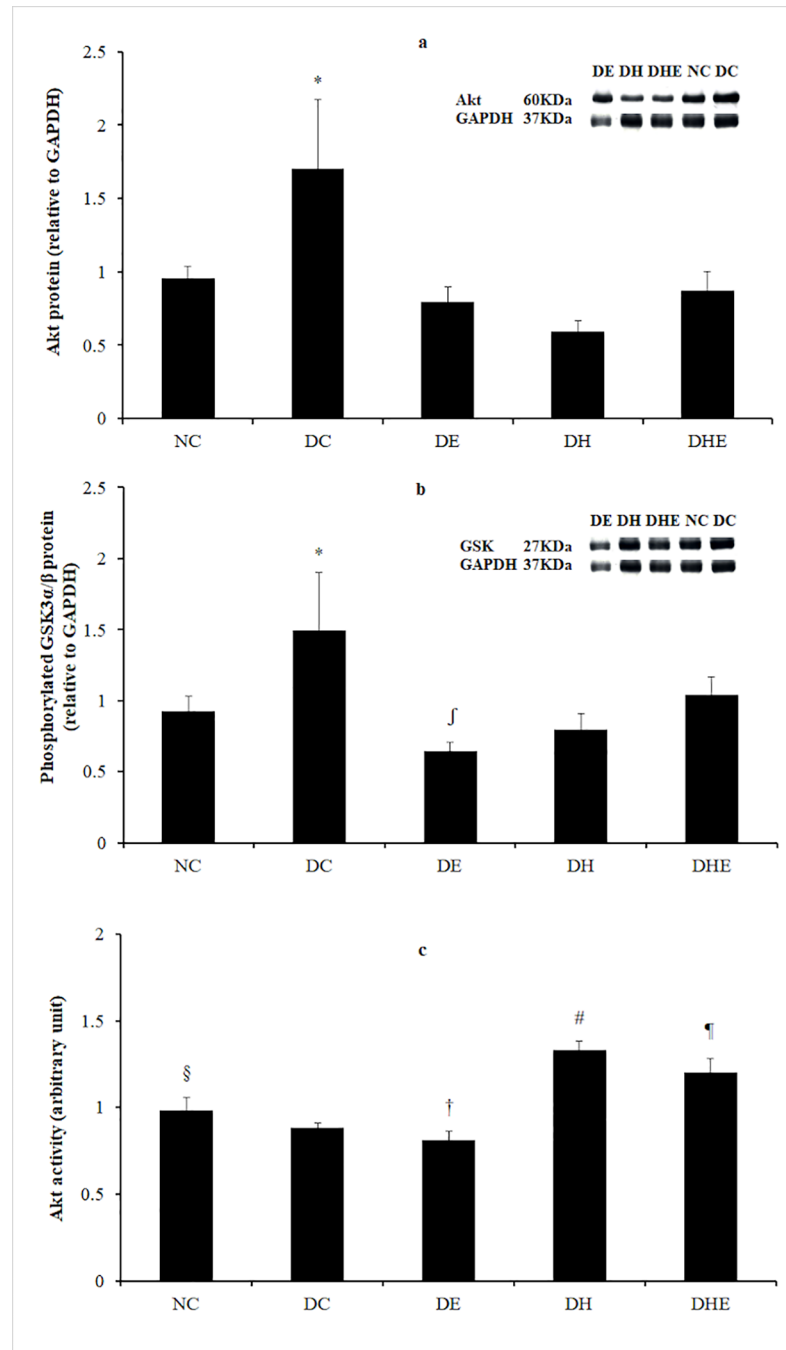 a
2.5
2
1.5
1
0.5
0
Akt protein (relative to GAPDH)
*
DE DH DHE NC DC
Akt 60KDa
GAPDH 37KDa
NC DC DE DH DHE
b
2.5
2
1.5
1
0.5
0
Phosphorylated GSK3α/β protein
(relative to GAPDH)
*
∫
DE DH DHE NC DC
GSK 27KDa
GAPDH 37KDa
NC DC DE DH DHE
c
2
1.5
1
0.5
0
Akt activity (arbitrary unit)
§
†
#
¶
NC DC DE DH DHE